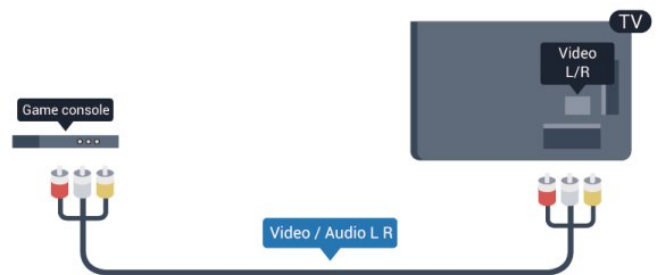 TV
Video
L/R
Game console
Video / Audio L R